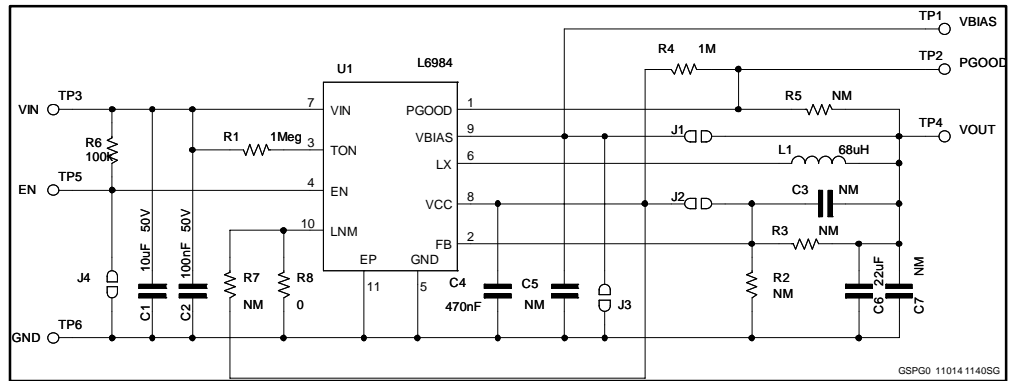 TP1
VBIAS
R4
1M
TP2
PGOOD
U1
L6984
TP3
VIN
7
VIN
PGOOD
1
R5
NM
R6
100k
R1
1Meg
3
TON
VBIAS
9
J1
TP4
VOUT
LX
6
L1
68uH
EN
TP5
4
EN
VCC
8
J2
C3
NM
10
LNM
FB
2
R3
NM
EP
GND
11
5
J4
10uF 50V
C1
100nF 50V
C2
R7
NM
R8
0
C4
470nF
C5
NM
J3
R2
NM
22uF
C6
NM
C7
GND
TP6
GSPG0 11014 1140SG